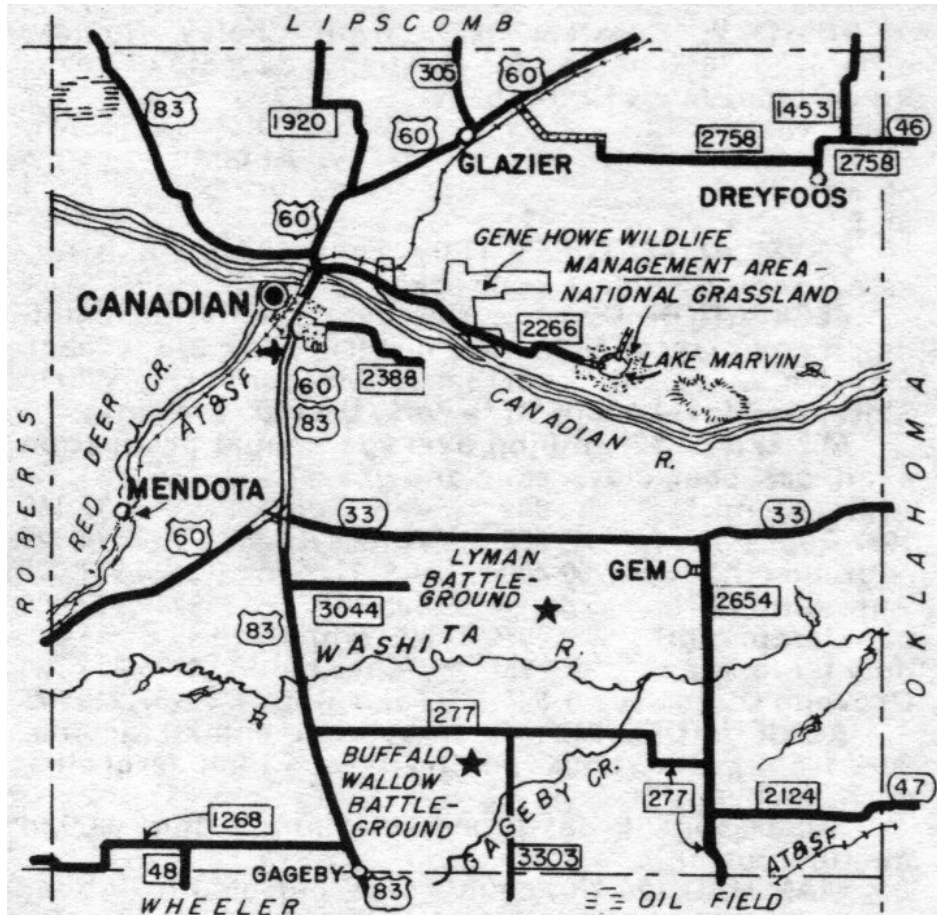 LIPSCOMB
83
1920
305
60
60
1453
46
2758
2758
GLAZIER
DREYFOOS
60
GENE HOWE WILDLIFE
MANAGEMENT AREA-
NATIONAL GRASSLAND
CANADIAN
2266
LAKE MARVIN
2388
60
83
RED DEER CR.
AT&SF
CANADIAN
R.
ROBERTS
OKLAHOMA
MENDOTA
60
33
33
LYMAN
BATTLE-
GROUND
GEM
3044
2654
83
WASHITA
R.
277
BUFFALO
WALLOW
BATTLE-
GROUND
GAGEBY CR.
277
2124
47
1268
48
GAGEBY
83
3303
AT&SF
WHEELER
OIL FIELD